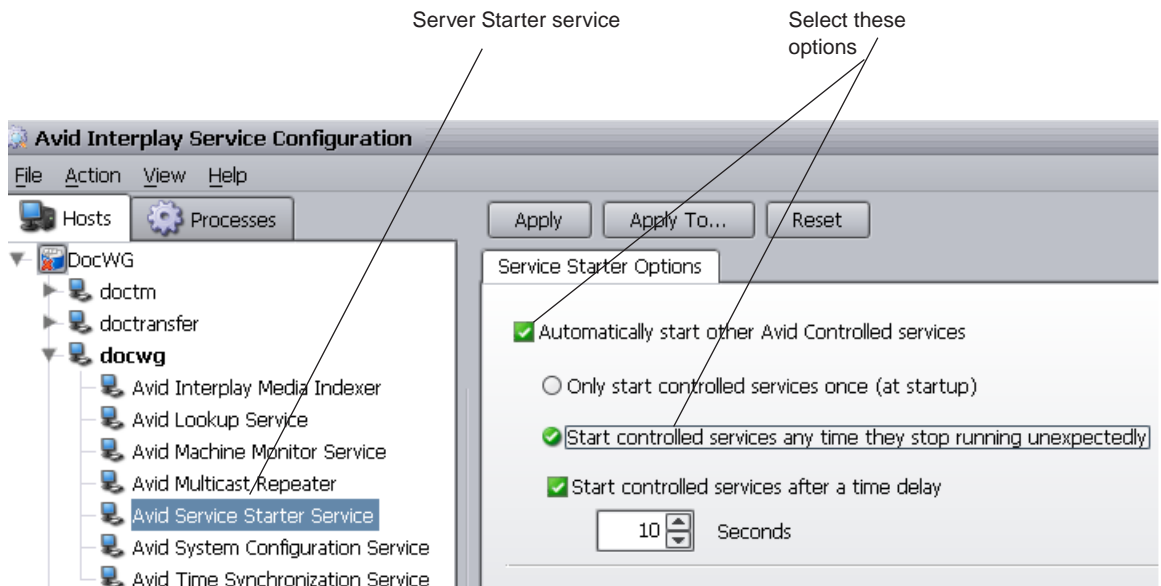 Server Starter service
Select these
options
Avid Interplay Service Configuration
File Action View Help
Hosts Processes
Apply Apply To... Reset
DocWG
Service Starter Options
doctm
doctransfer
Automatically start other Avid Controlled services
docwg
Avid Interplay Media Indexer
Only start controlled services once (at startup)
Avid Lookup Service
Start controlled services any time they stop running unexpectedly
Avid Machine Monitor Service
Avid Multicast Repeater
Start controlled services after a time delay
Avid Service Starter Service
10 Seconds
Avid System Configuration Service
Avid Time Synchronization Service